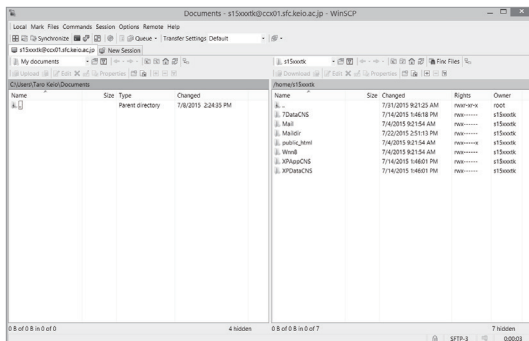 Documents - s15xxxtk@ccx01.sfc.keio.ac.jp - WinSCP
Local Mark Files Commands Session Options Remote Help
Synchronize Queue Transfer Settings Default
s15xxxtk@ccx01.sfc.keio.ac.jp New Session
My documents
s15xxxtk Find Files
Upload Edit Properties
Download Edit Properties
C:\Users\Taro Keio\Documents
/home/s15xxxtk
Name Size Type Changed
Parent directory 7/8/2015 2:24:35 PM
Name Size Changed Rights Owner
.. 7/31/2015 9:21:25 AM rwxr-xr-x root
7DataCNS 7/14/2015 1:46:18 PM rwx------ s15xxxtk
Mail 7/4/2015 9:21:54 AM rwx------ s15xxxtk
Maildir 7/22/2015 2:51:13 PM rwx------ s15xxxtk
public_html 7/4/2015 9:21:54 AM rwx-----x s15xxxtk
Wnn8 7/4/2015 9:21:54 AM rwx------ s15xxxtk
XPAppCNS 7/14/2015 1:46:01 PM rwx------ s15xxxtk
XPDataCNS 7/14/2015 1:46:01 PM rwx------ s15xxxtk
0 B of 0 B in 0 of 0 4 hidden
0 B of 0 B in 0 of 7 7 hidden
SFTP-3 0:00:03